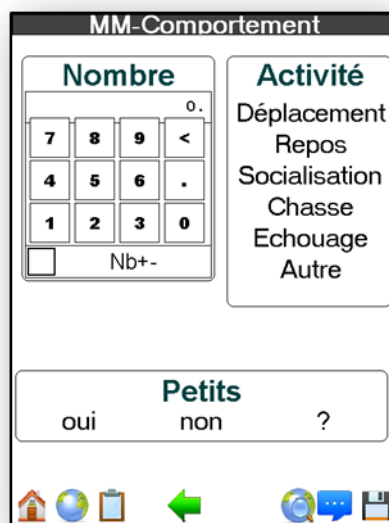 MM-Comportement
Nombre
0.
7 8 9 <
4 5 6 .
1 2 3 0
Nb+-
Activité
Déplacement
Repos
Socialisation
Chasse
Echouage
Autre
Petits
oui non ?